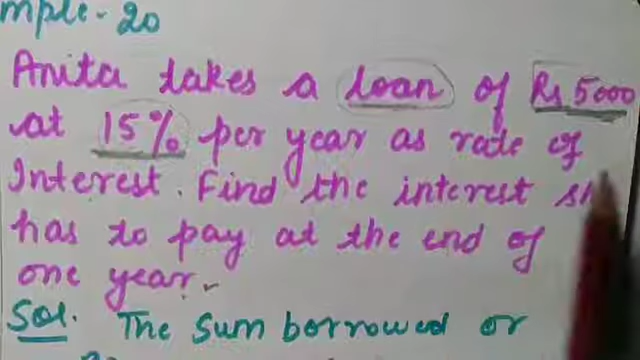 mple - 20
Anita takes a loan of Rs 5000
at 15% per year as rate of
Interest. Find the interest
has to pay at the end of
one year.
Sol. The sum borrowed or